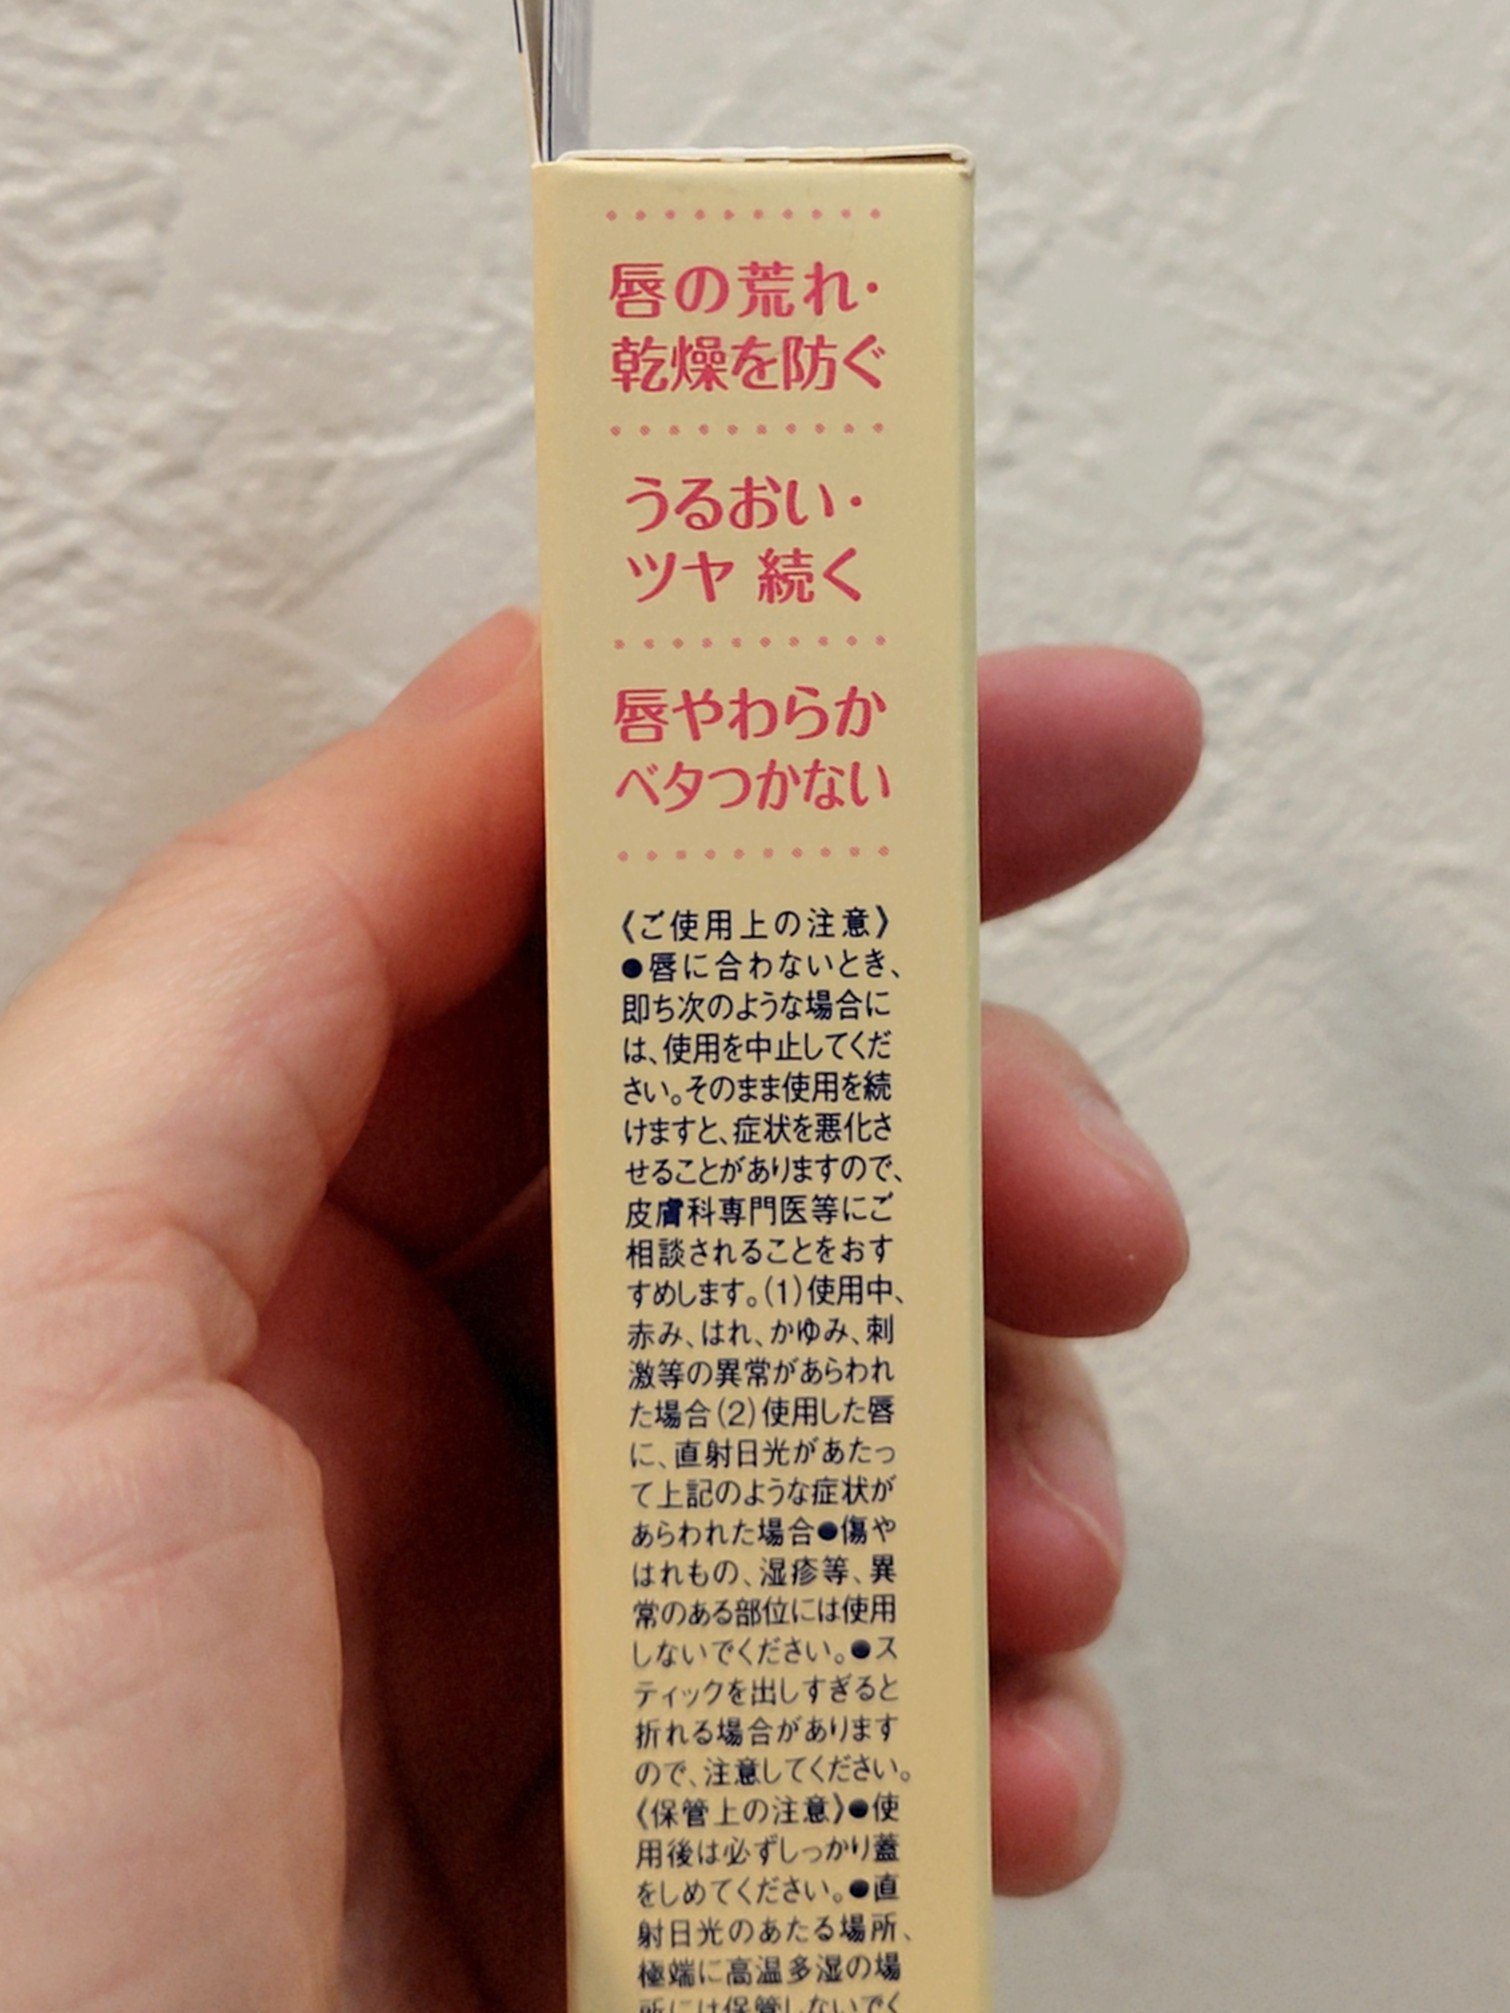 唇の荒れ・
乾燥を防ぐ
うるおい・
ツヤ 続く
唇やわらか
ベタつかない
《ご使用上の注意》
●唇に合わないとき、
即ち次のような場合に
は、使用を中止してくだ
さい。そのまま使用を続
けますと、症状を悪化さ
せることがありますので、
皮膚科専門医等にご
相談されることをおす
すめします。(1)使用中、
赤み、はれ、かゆみ、刺
激等の異常があらわれ
た場合(2)使用した唇
に、直射日光があたっ
て上記のような症状が
あらわれた場合●傷や
はれもの、湿疹等、異
常のある部位には使用
しないでください。●ス
ティックを出しすぎると
折れる場合があります
ので、注意してください。
《保管上の注意》●使
用後は必ずしっかり蓋
をしめてください。●直
射日光のあたる場所、
極端に高温多湿の場
所には保管しないでく